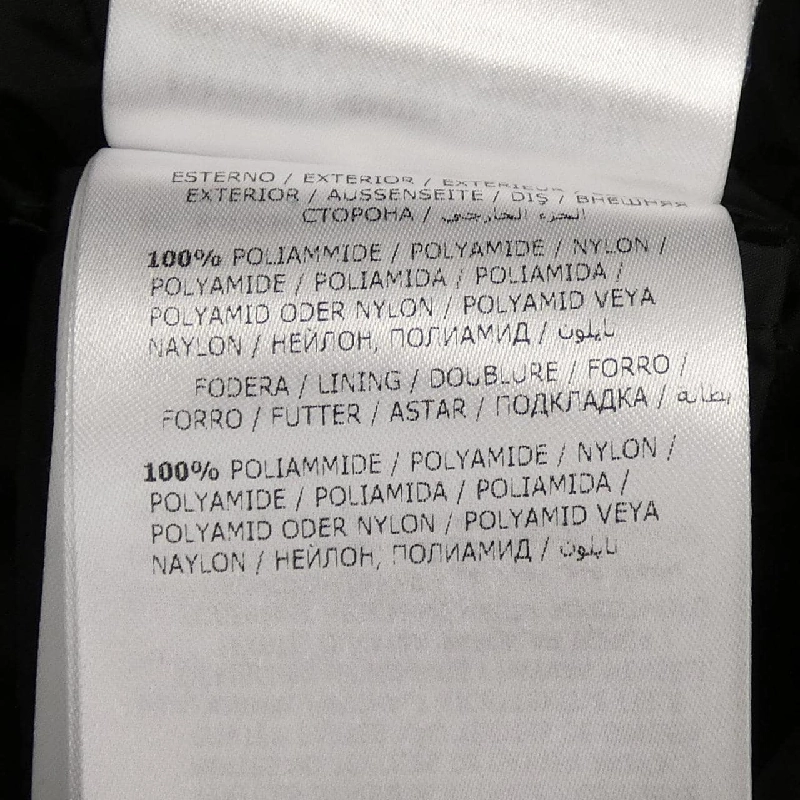 ESTERNO / EXTERIOR / EXTERIEUR /
EXTERIOR / AUSSENSEITE / DIŞ / ВНЕШНЯЯ
СТОРОНА / الجزء الخارجي
100% POLIAMMIDE / POLYAMIDE / NYLON /
POLYAMIDE / POLIAMIDA / POLIAMIDA /
POLYAMID ODER NYLON / POLYAMID VEYA
NAYLON / НЕЙЛОН, ПОЛИАМИД / نايلون
FODERA / LINING / DOUBLURE / FORRO /
FORRO / FUTTER / ASTAR / ПОДКЛАДКА / بطانة
100% POLIAMMIDE / POLYAMIDE / NYLON /
POLYAMIDE / POLIAMIDA / POLIAMIDA /
POLYAMID ODER NYLON / POLYAMID VEYA
NAYLON / НЕЙЛОН, ПОЛИАМИД / نايلون